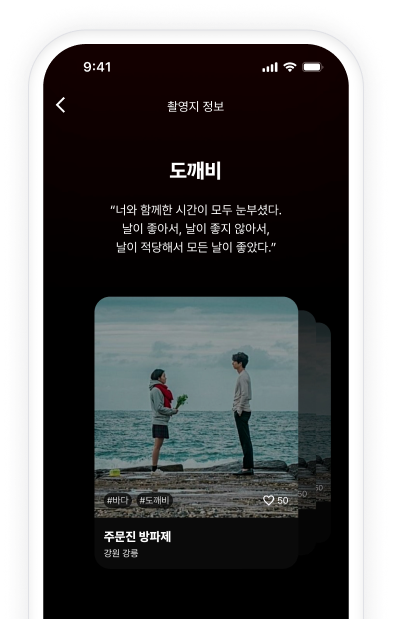 9:41
촬영지 정보
도깨비
“너와 함께한 시간이 모두 눈부셨다.
날이 좋아서, 날이 좋지 않아서,
날이 적당해서 모든 날이 좋았다.”
#바다 #도깨비 50
50
50
주문진 방파제
강원 강릉